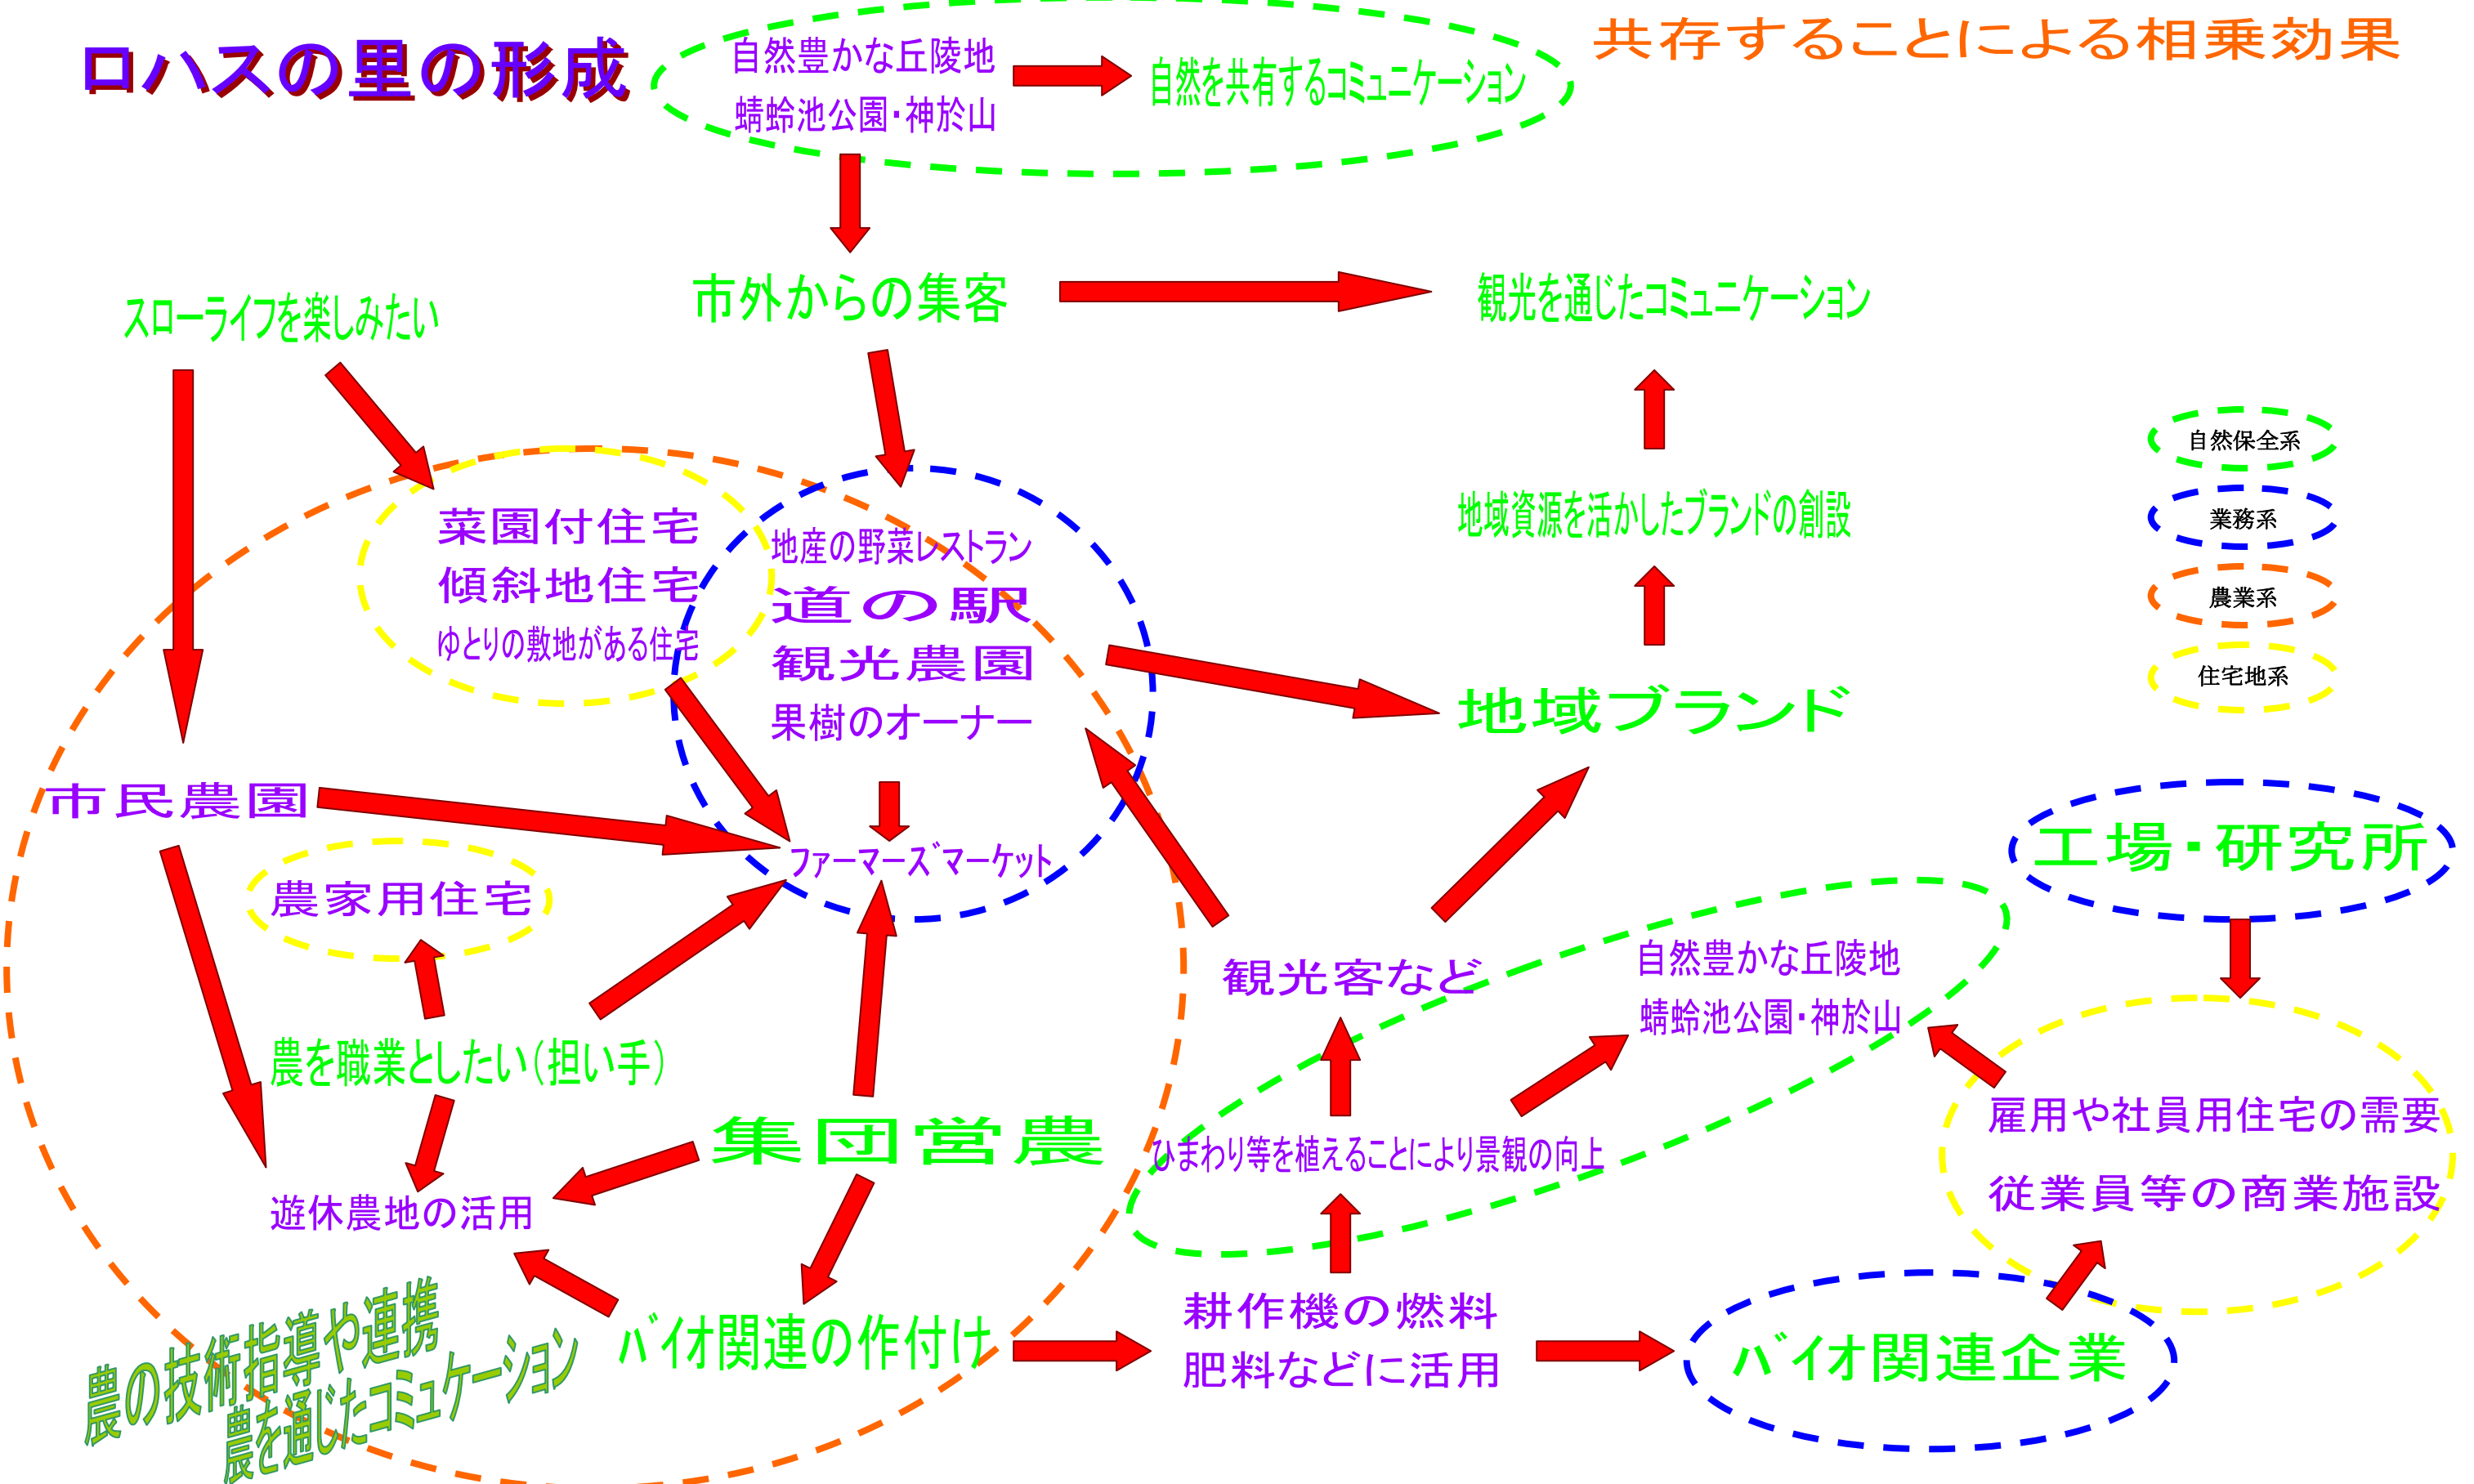 ロハスの里の形成
共存することによる相乗効果
自然豊かな丘陵地
蜻蛉池公園・神於山
自然を共有するコミュニケーション
市外からの集客
観光を通じたコミュニケーション
スローライフを楽しみたい
自然保全系
業務系
農業系
住宅地系
菜園付住宅
傾斜地住宅
ゆとりの敷地がある住宅
地産の野菜レストラン
道の駅
観光農園
果樹のオーナー
地域資源を活かしたブランドの創設
地域ブランド
市民農園
ファーマーズマーケット
工場・研究所
農家用住宅
観光客など
自然豊かな丘陵地
蜻蛉池公園・神於山
農を職業としたい（担い手）
集団営農
ひまわり等を植えることにより景観の向上
雇用や社員用住宅の需要
従業員等の商業施設
遊休農地の活用
バイオ関連の作付け
耕作機の燃料
肥料などに活用
バイオ関連企業
農の技術指導や連携
農を通じたコミュケーション